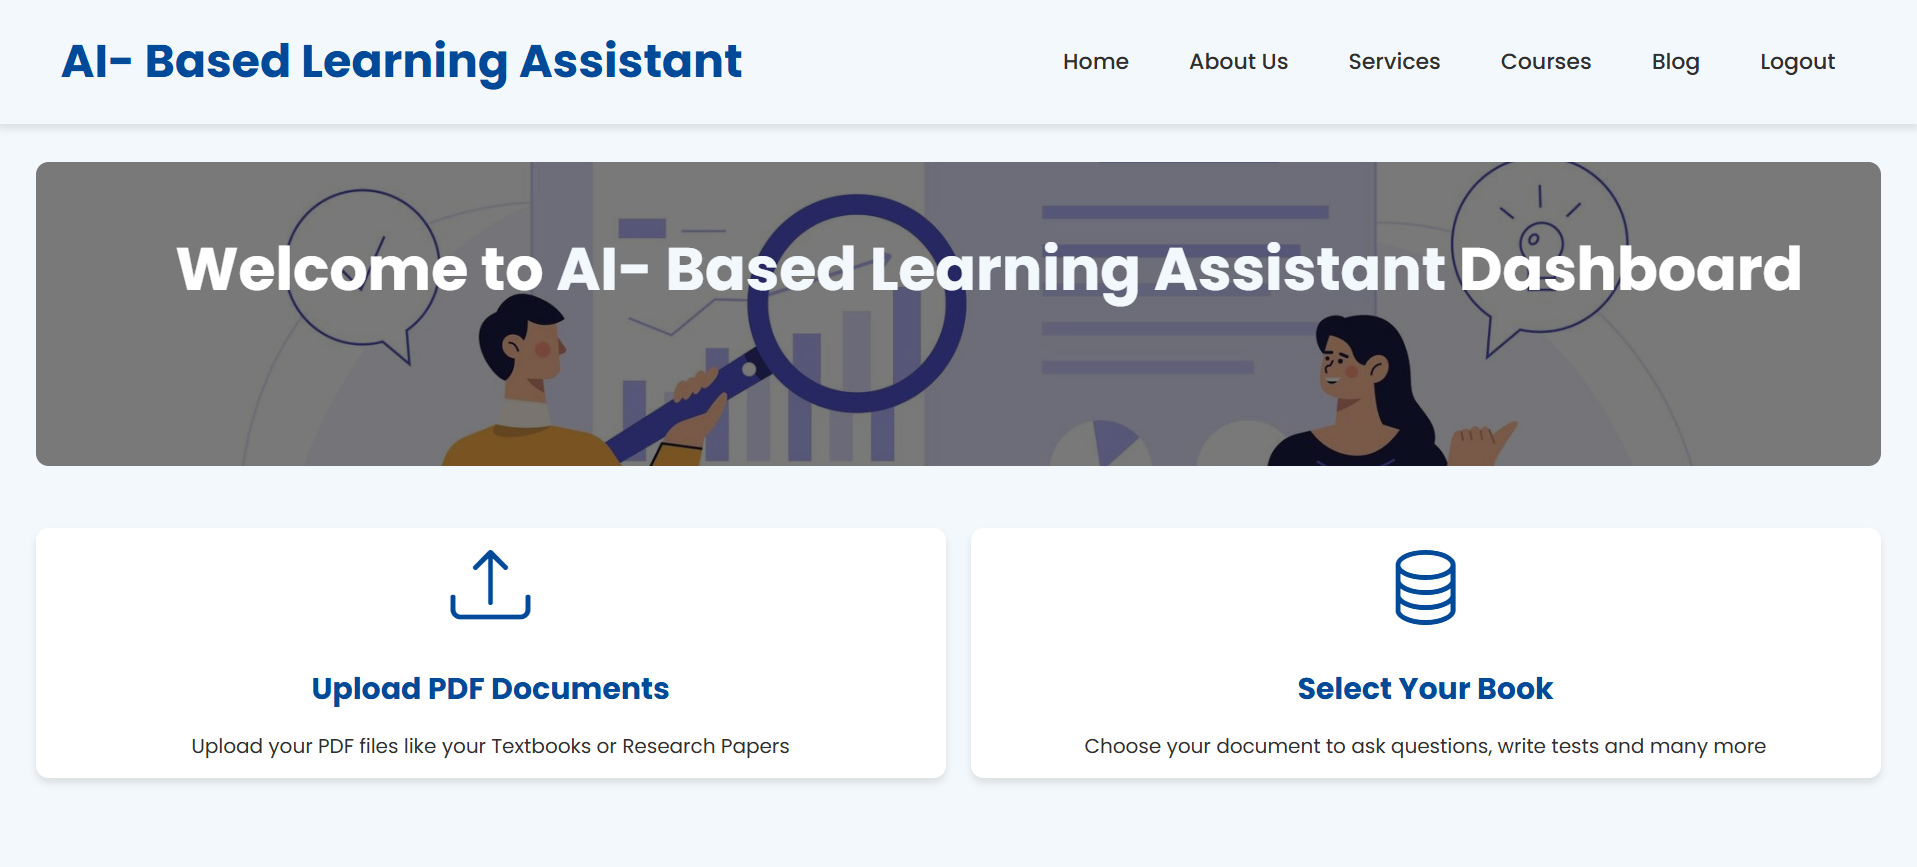 AI- Based Learning Assistant
Home About Us Services Courses Blog Logout
Welcome to AI- Based Learning Assistant Dashboard
Upload PDF Documents
Upload your PDF files like your Textbooks or Research Papers
Select Your Book
Choose your document to ask questions, write tests and many more